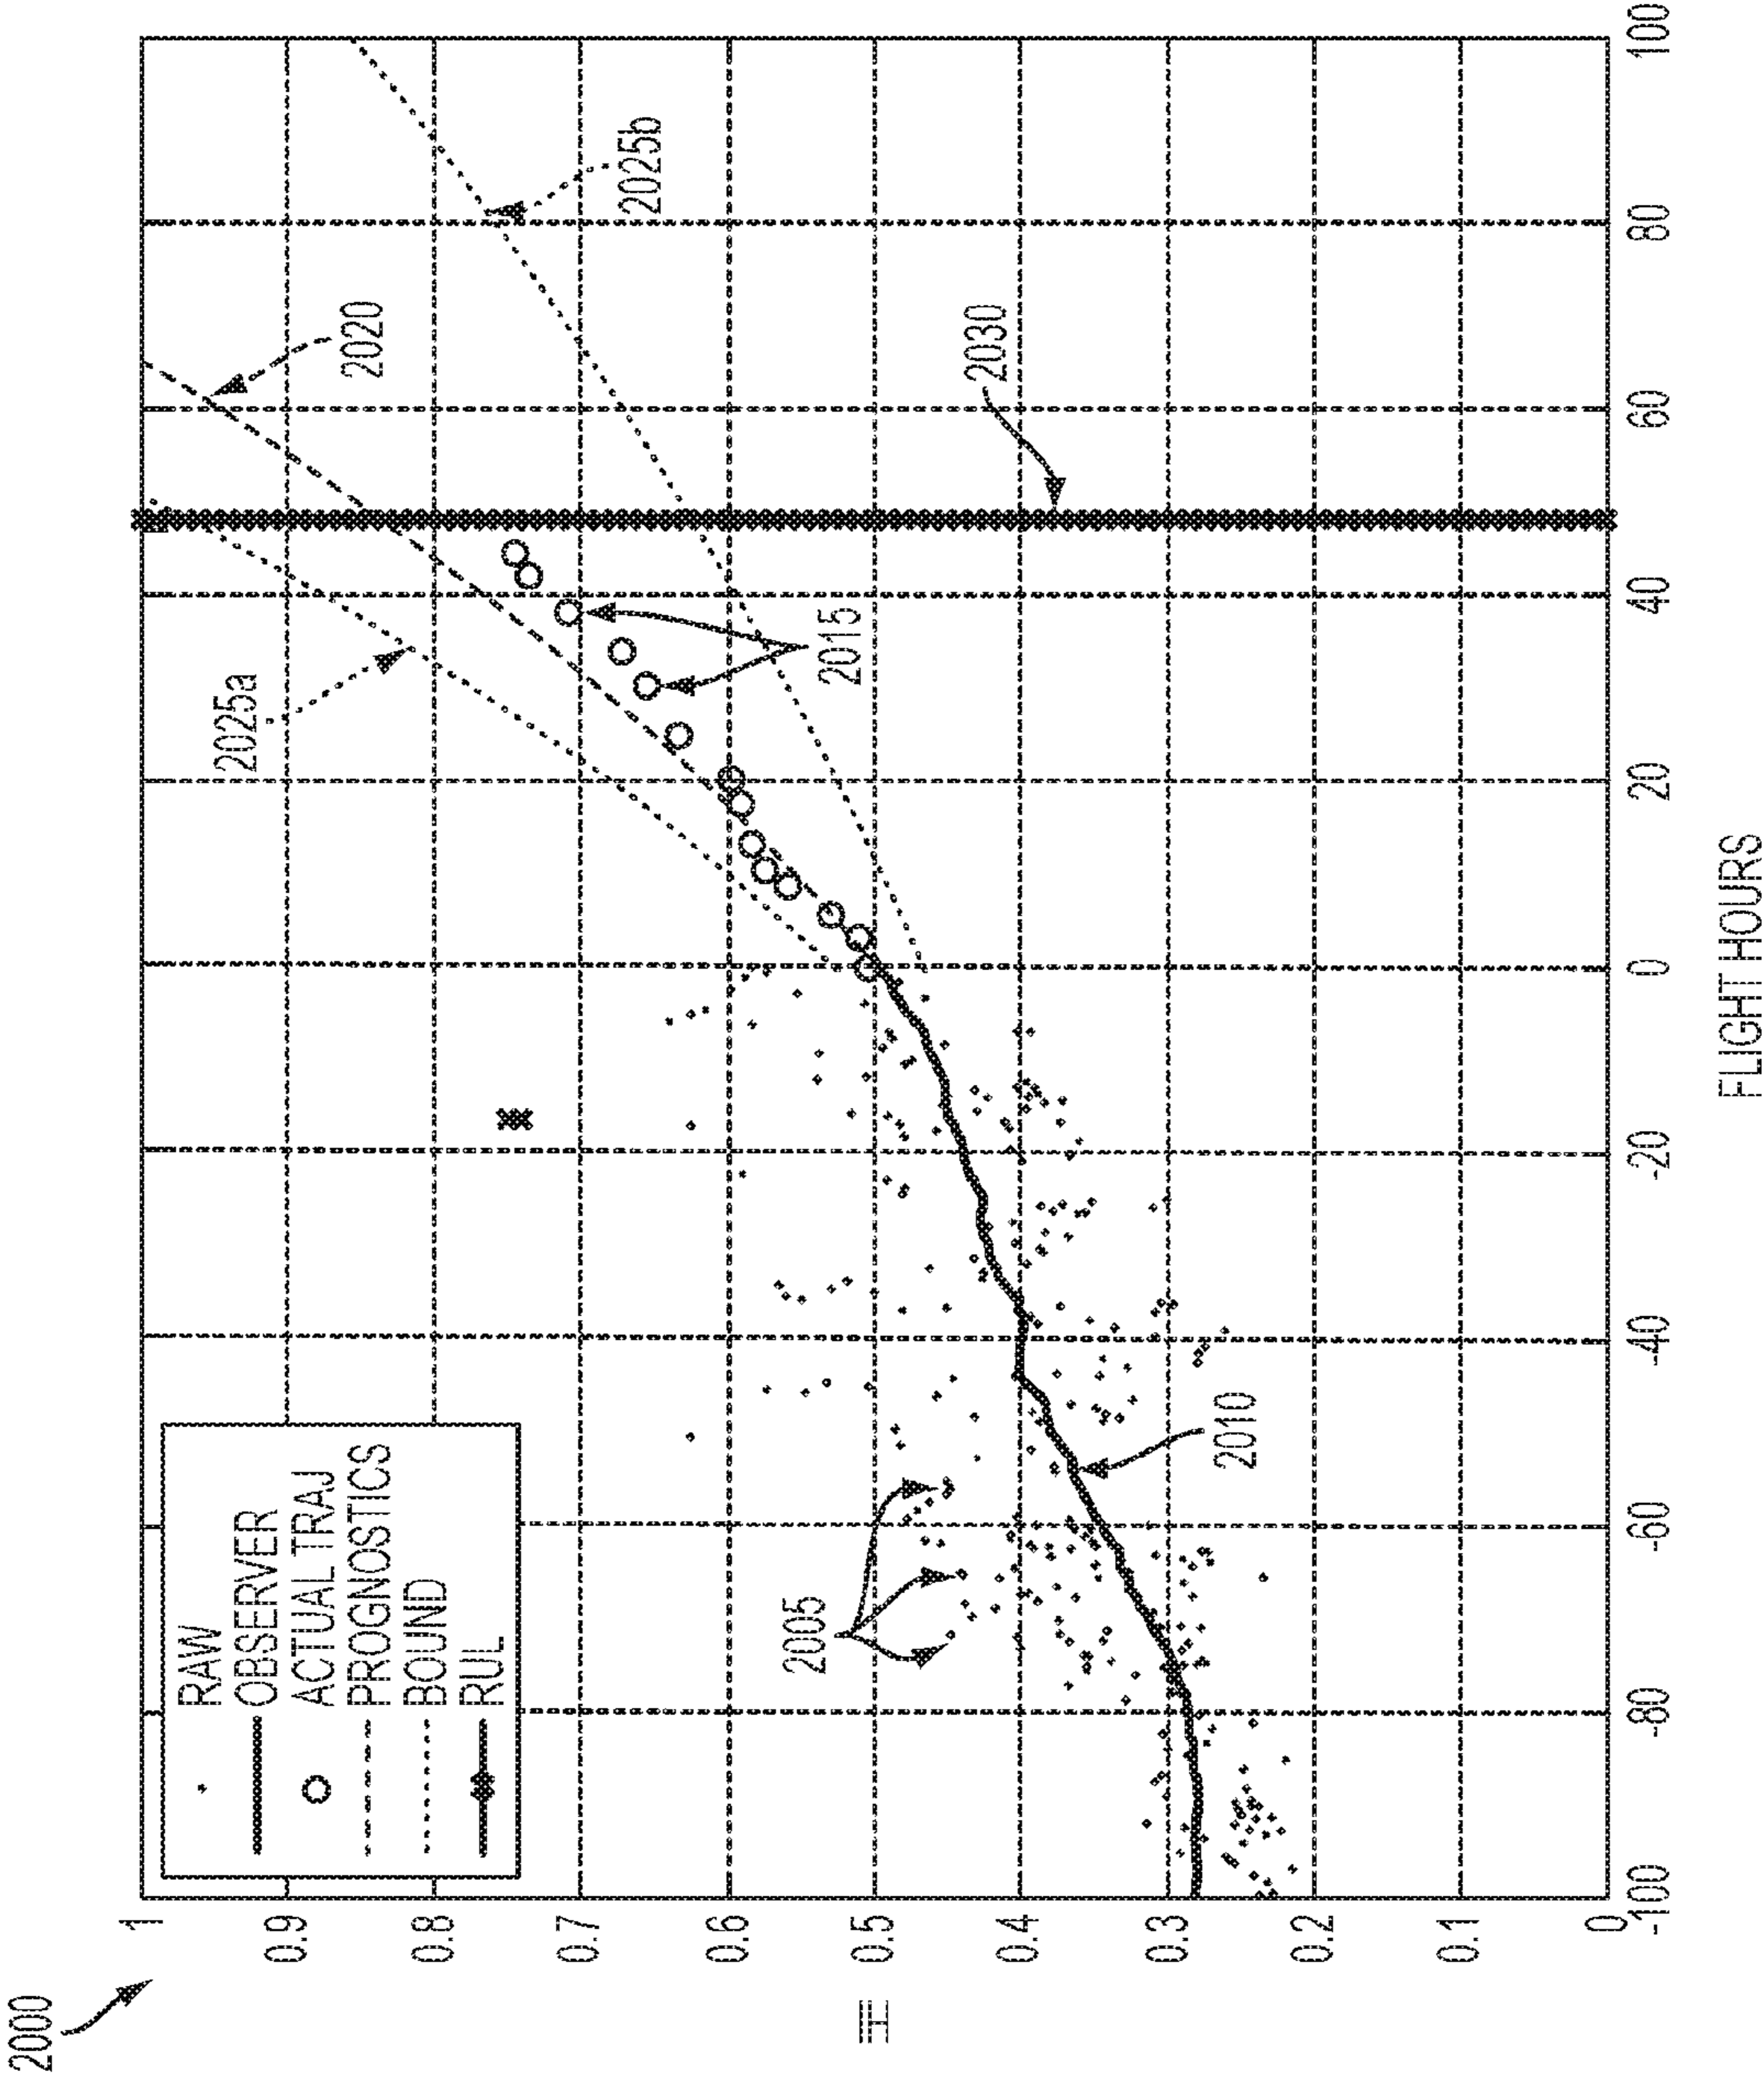 2000
HI
1
0.9
0.8
0.7
0.6
0.5
0.4
0.3
0.2
0.1
0
-100
-80
-60
-40
-20
0
20
40
60
80
100
FLIGHT HOURS
RAW
OBSERVER
ACTUAL TRAJ
PROGNOSTICS
BOUND
RUL
2005
2010
2025a
2015
2020
2030
2025b